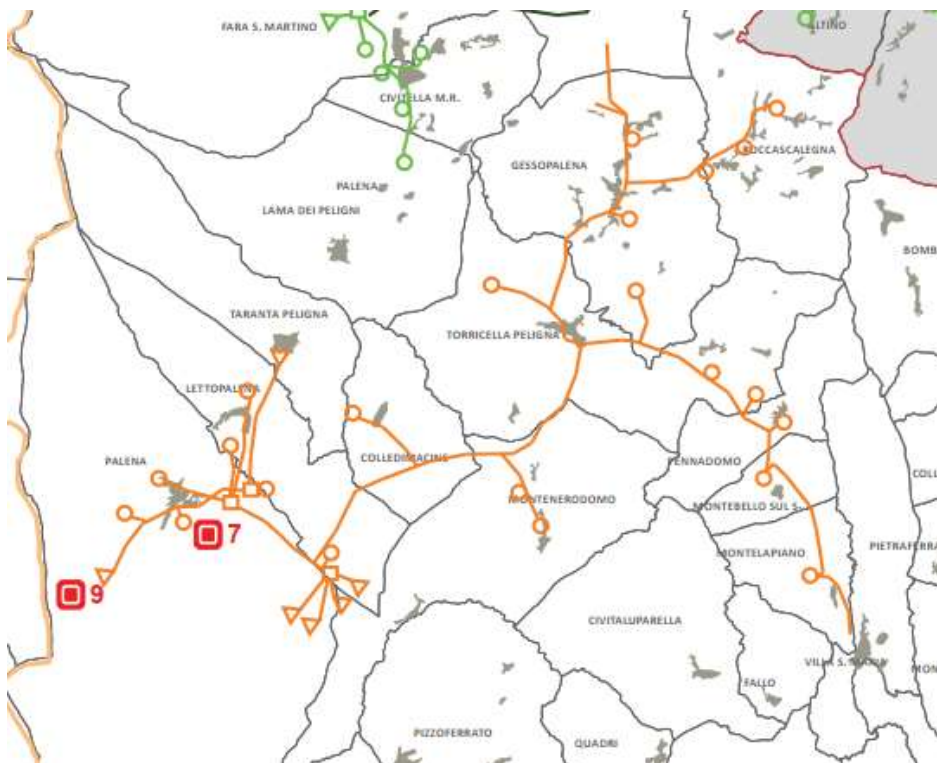 FARA S. MARTINO
ALFINO
CIVITELLA M.R.
GESSOPALENA
ROCCASCALEGNA
PALENA
LAMA DEI PELIGNI
BOMB
TARANTA PELIGNA
TORRICELLA PELIGNA
LETTOPALENA
PALENA
COLLEDIMACINE
PENNADOMO
COLL
MONTENERODOMO
MONTEBELLO SUL S.
7
MONTELAPIANO
PIETRAFERRA
9
CIVITALUPARELLA
VILLA S. MARIA
MON
FALLO
PIZZOFERRATO
QUADRI